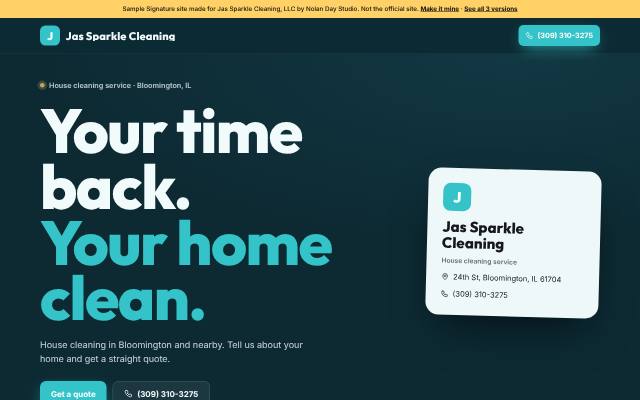 Sample Signature site made for Jas Sparkle Cleaning, LLC by Nolan Day Studio. Not the official site. Make it mine · See all 3 versions
J Jas Sparkle Cleaning
(309) 310-3275
House cleaning service · Bloomington, IL
Your time
back.
Your home
clean.
House cleaning in Bloomington and nearby. Tell us about your
home and get a straight quote.
Get a quote
(309) 310-3275
J
Jas Sparkle
Cleaning
House cleaning service
24th St, Bloomington, IL 61704
(309) 310-3275